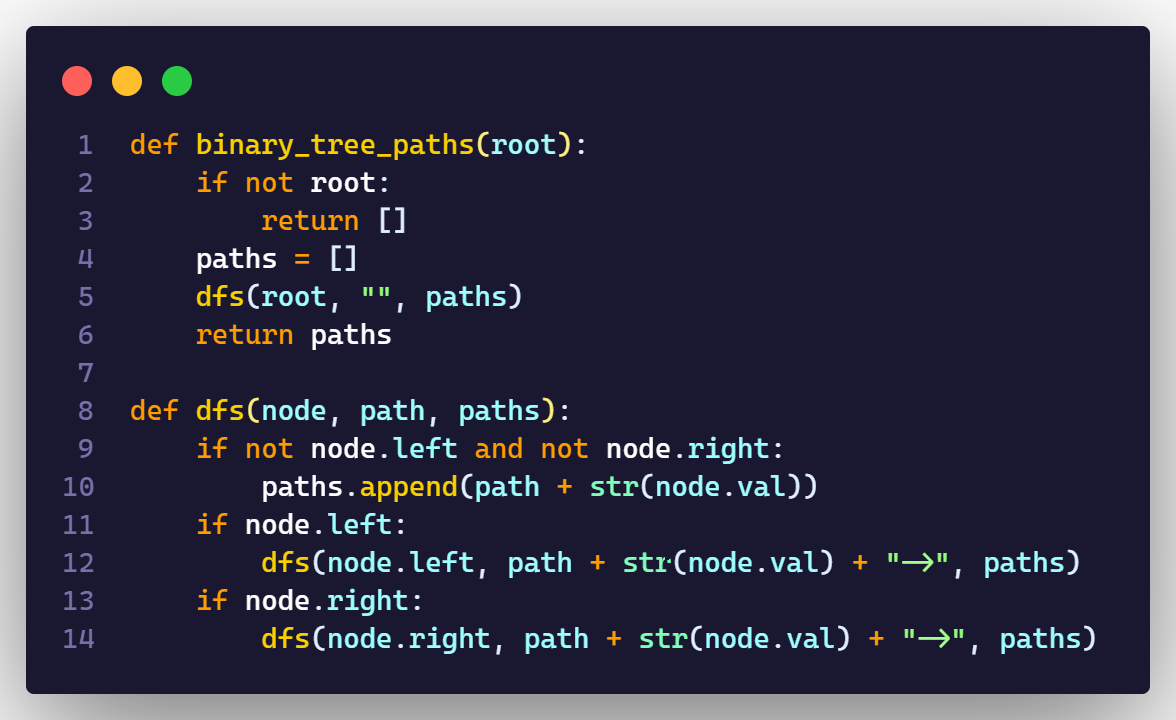 1 def binary_tree_paths(root):
2     if not root:
3         return []
4     paths = []
5     dfs(root, "", paths)
6     return paths
7
8 def dfs(node, path, paths):
9     if not node.left and not node.right:
10         paths.append(path + str(node.val))
11     if node.left:
12         dfs(node.left, path + str(node.val) + "->", paths)
13     if node.right:
14         dfs(node.right, path + str(node.val) + "->", paths)